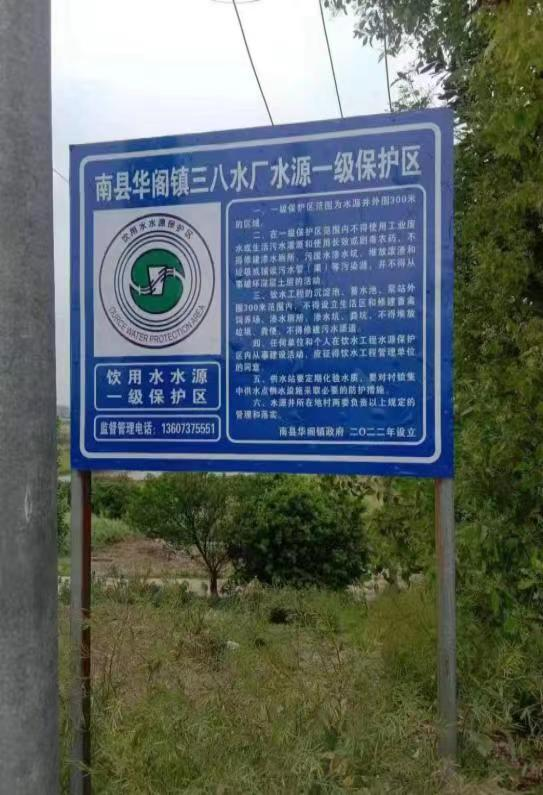 南县华阁镇三八水厂水源一级保护区
饮用水水源保护区
OURCE WATER PROTECTION AREA
饮用水水源
一级保护区
监督管理电话：13607375551
一、一级保护区范围为水源井外围300米
的区域。
二、在一级保护区范围内不得使用工业废
水或生活污水灌溉和使用长效或剧毒农药、不
得修建渗水厕所、污废水渗水坑、堆放废渣和
垃圾或铺设污水管（渠）等污染源，并不得从
事破坏深层土层的活动。
三、饮水工程的沉淀池、蓄水池、泵站外
围300米范围内，不得设立生活区和修建畜禽
饲养场、渗水厕所、渗水坑、粪坑，不得堆放
垃圾、粪便，不得修建污水渠道。
四、任何单位和个人在饮水工程水源保护
区内从事建设活动，应征得饮水工程管理单位
的同意。
五、供水站要定期化验水质，要对村镇集
中供水点供水设施采取必要的防护措施。
六、水源井所在地村两委负责以上规定的
管理和落实。
南县华阁镇政府 二〇二二年设立